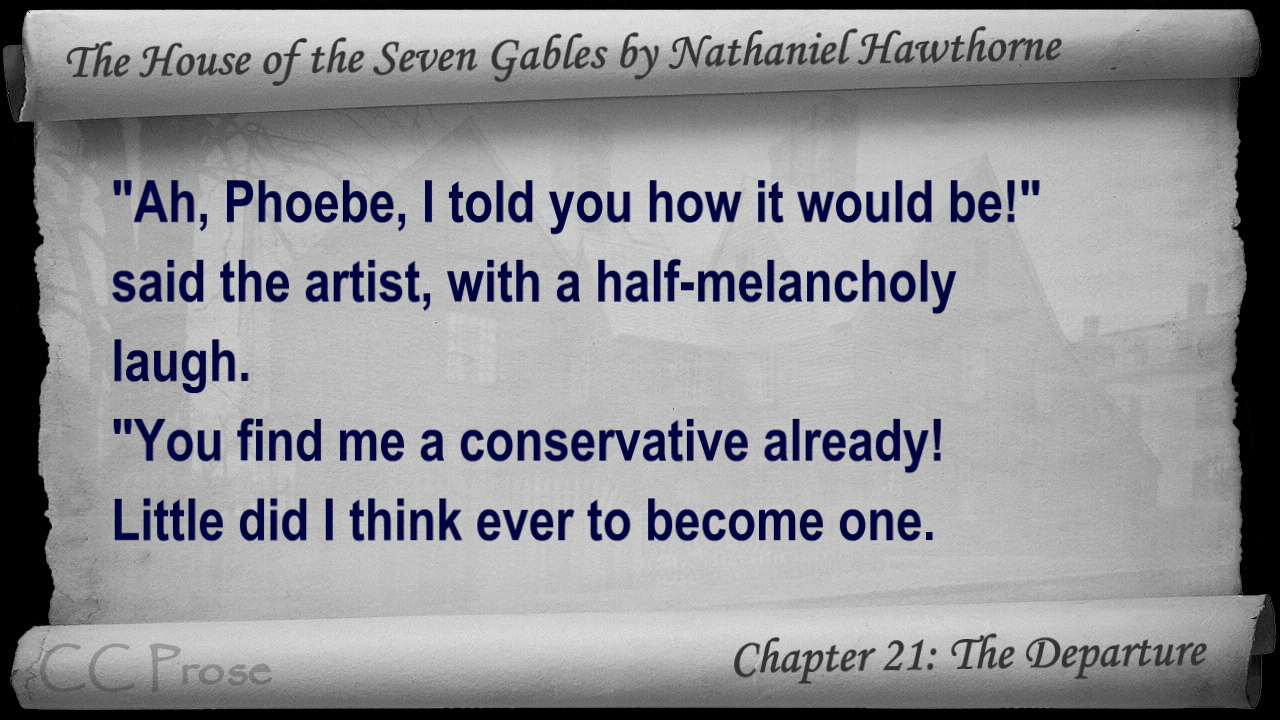 The House of the Seven Gables by Nathaniel Hawthorne
"Ah, Phoebe, I told you how it would be!"
said the artist, with a half-melancholy
laugh.
"You find me a conservative already!
Little did I think ever to become one.
CC Prose
Chapter 21: The Departure